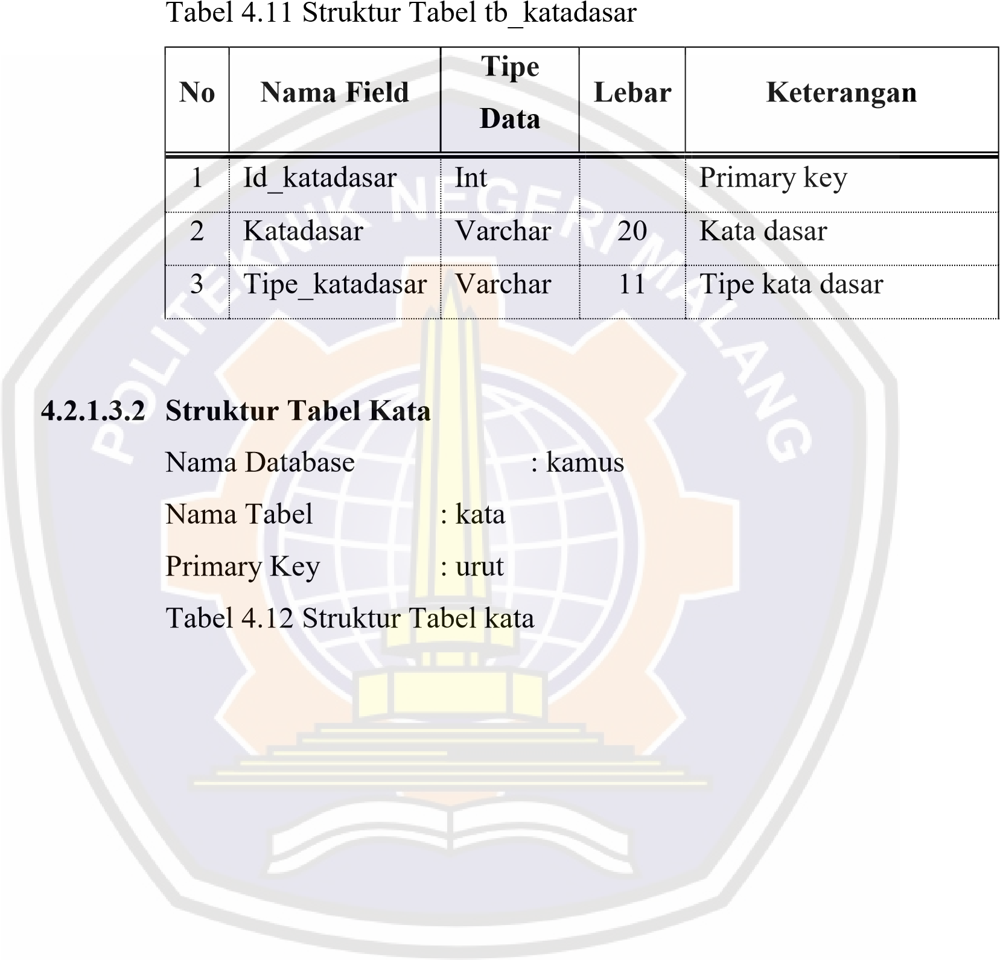 Tabel 4.11 Struktur Tabel tb_katadasar
No Nama Field Tipe Data Lebar Keterangan
1 Id_katadasar Int Primary key
2 Katadasar Varchar 20 Kata dasar
3 Tipe_katadasar Varchar 11 Tipe kata dasar
POLITEKNIK NEGERI MALANG
4.2.1.3.2 Struktur Tabel Kata
Nama Database : kamus
Nama Tabel : kata
Primary Key : urut
Tabel 4.12 Struktur Tabel kata